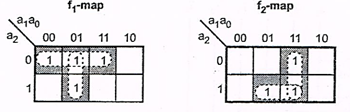 f₁-map
f₂-map
a₁a₀
a₂
00 01 11 10
0 1 1 1
1 1
a₁a₀
a₂
00 01 11 10
0 1
1 1 1